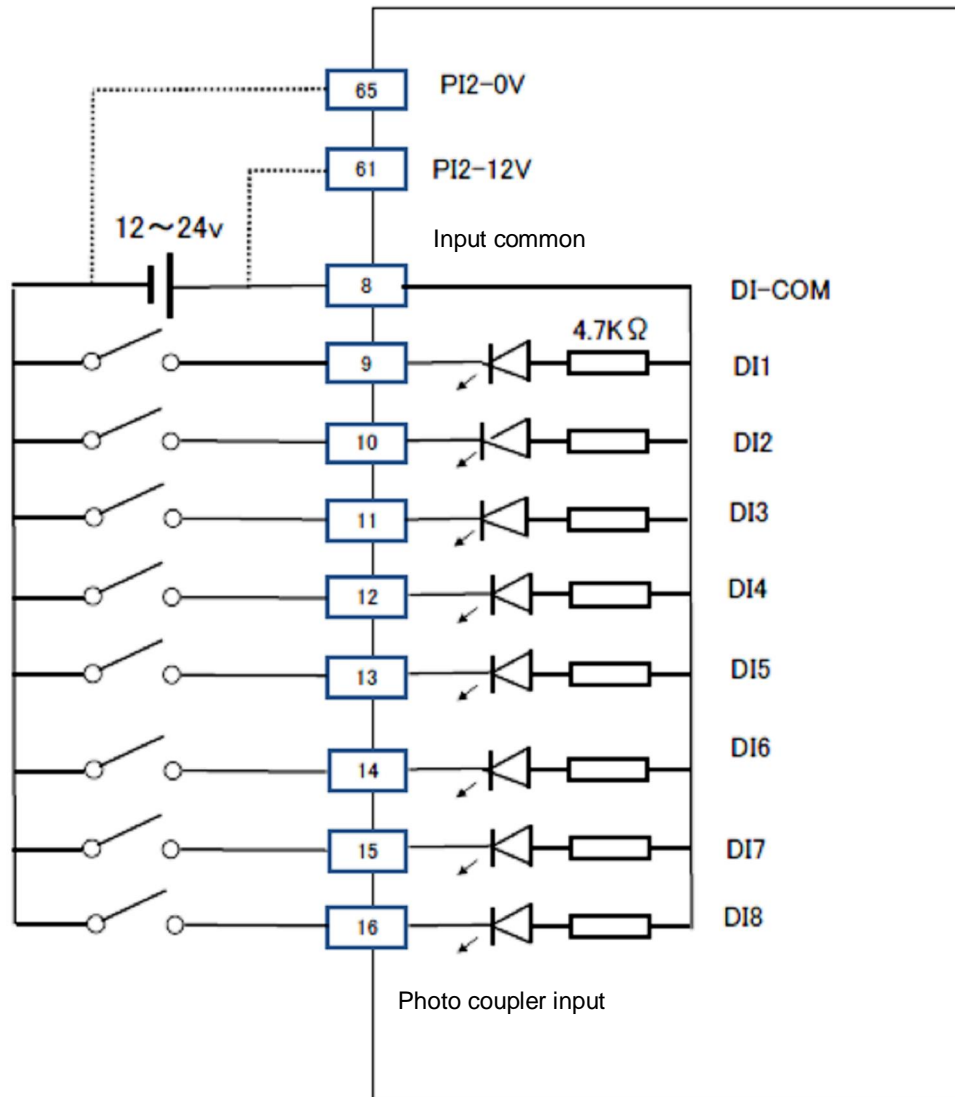 65 PI2-0V
61 PI2-12V
12～24v
Input common
8 DI-COM
4.7KΩ
9 DI1
10 DI2
11 DI3
12 DI4
13 DI5
14 DI6
15 DI7
16 DI8
Photo coupler input